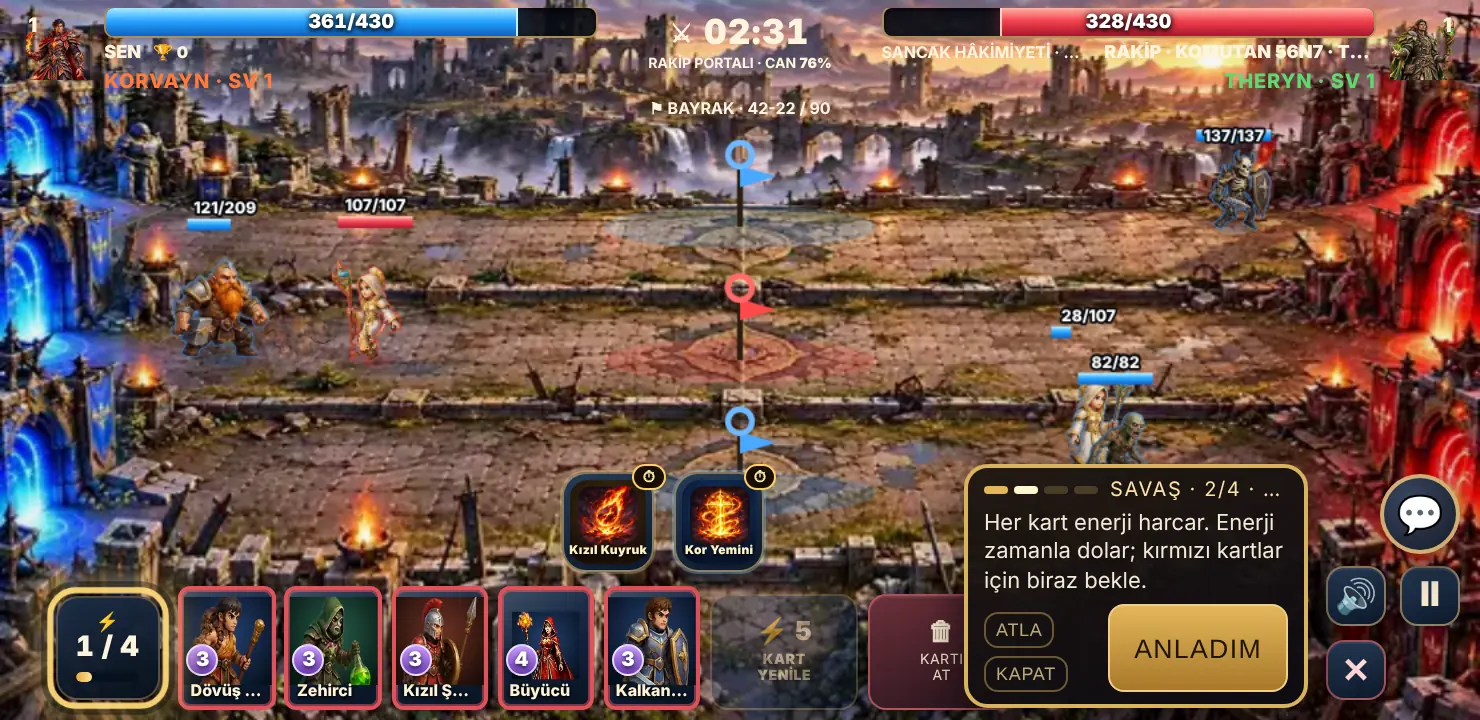 1
361/430
02:31
328/430
1
SEN 🏆 0
RAKİP PORTALI · CAN 76%
SANCAK HÂKİMİYETİ · ...
RAKİP · KOMUTAN 56N7 · T...
KORVAYN · SV 1
THERYN · SV 1
BAYRAK · 42-22 / 90
137/137
121/209
107/107
28/107
82/82
Kızıl Kuyruk
Kor Yemini
SAVAŞ · 2/4 · ...
Her kart enerji harcar. Enerji
zamanla dolar; kırmızı kartlar
için biraz bekle.
ATLA
KAPAT
ANLADIM
⚡
1 / 4
3
Dövüş ...
3
Zehirci
3
Kızıl Ş...
4
Büyücü
3
Kalkan...
⚡ 5
KART
YENİLE
KARTI
AT